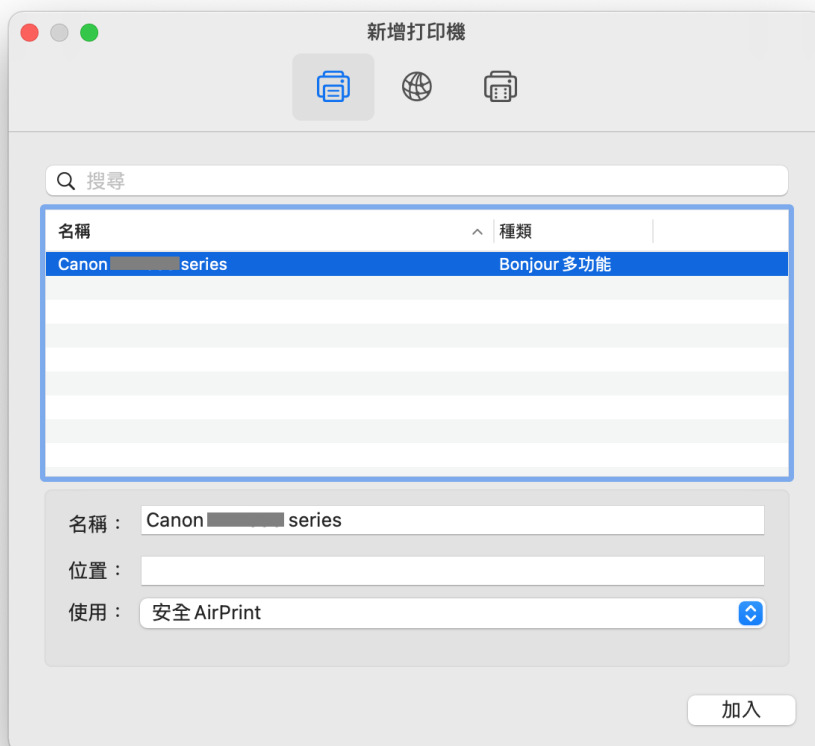 新增打印機
搜尋
名稱 種類
Canon series Bonjour 多功能
名稱： Canon series
位置：
使用： 安全 AirPrint
加入